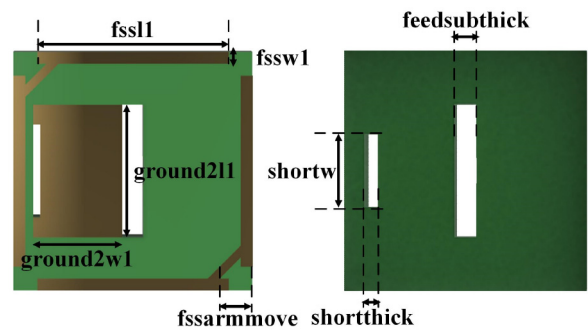 fssl1
fssw1
ground2l1
ground2w1
fssarmmove
feedsubthick
shortw
shortthick